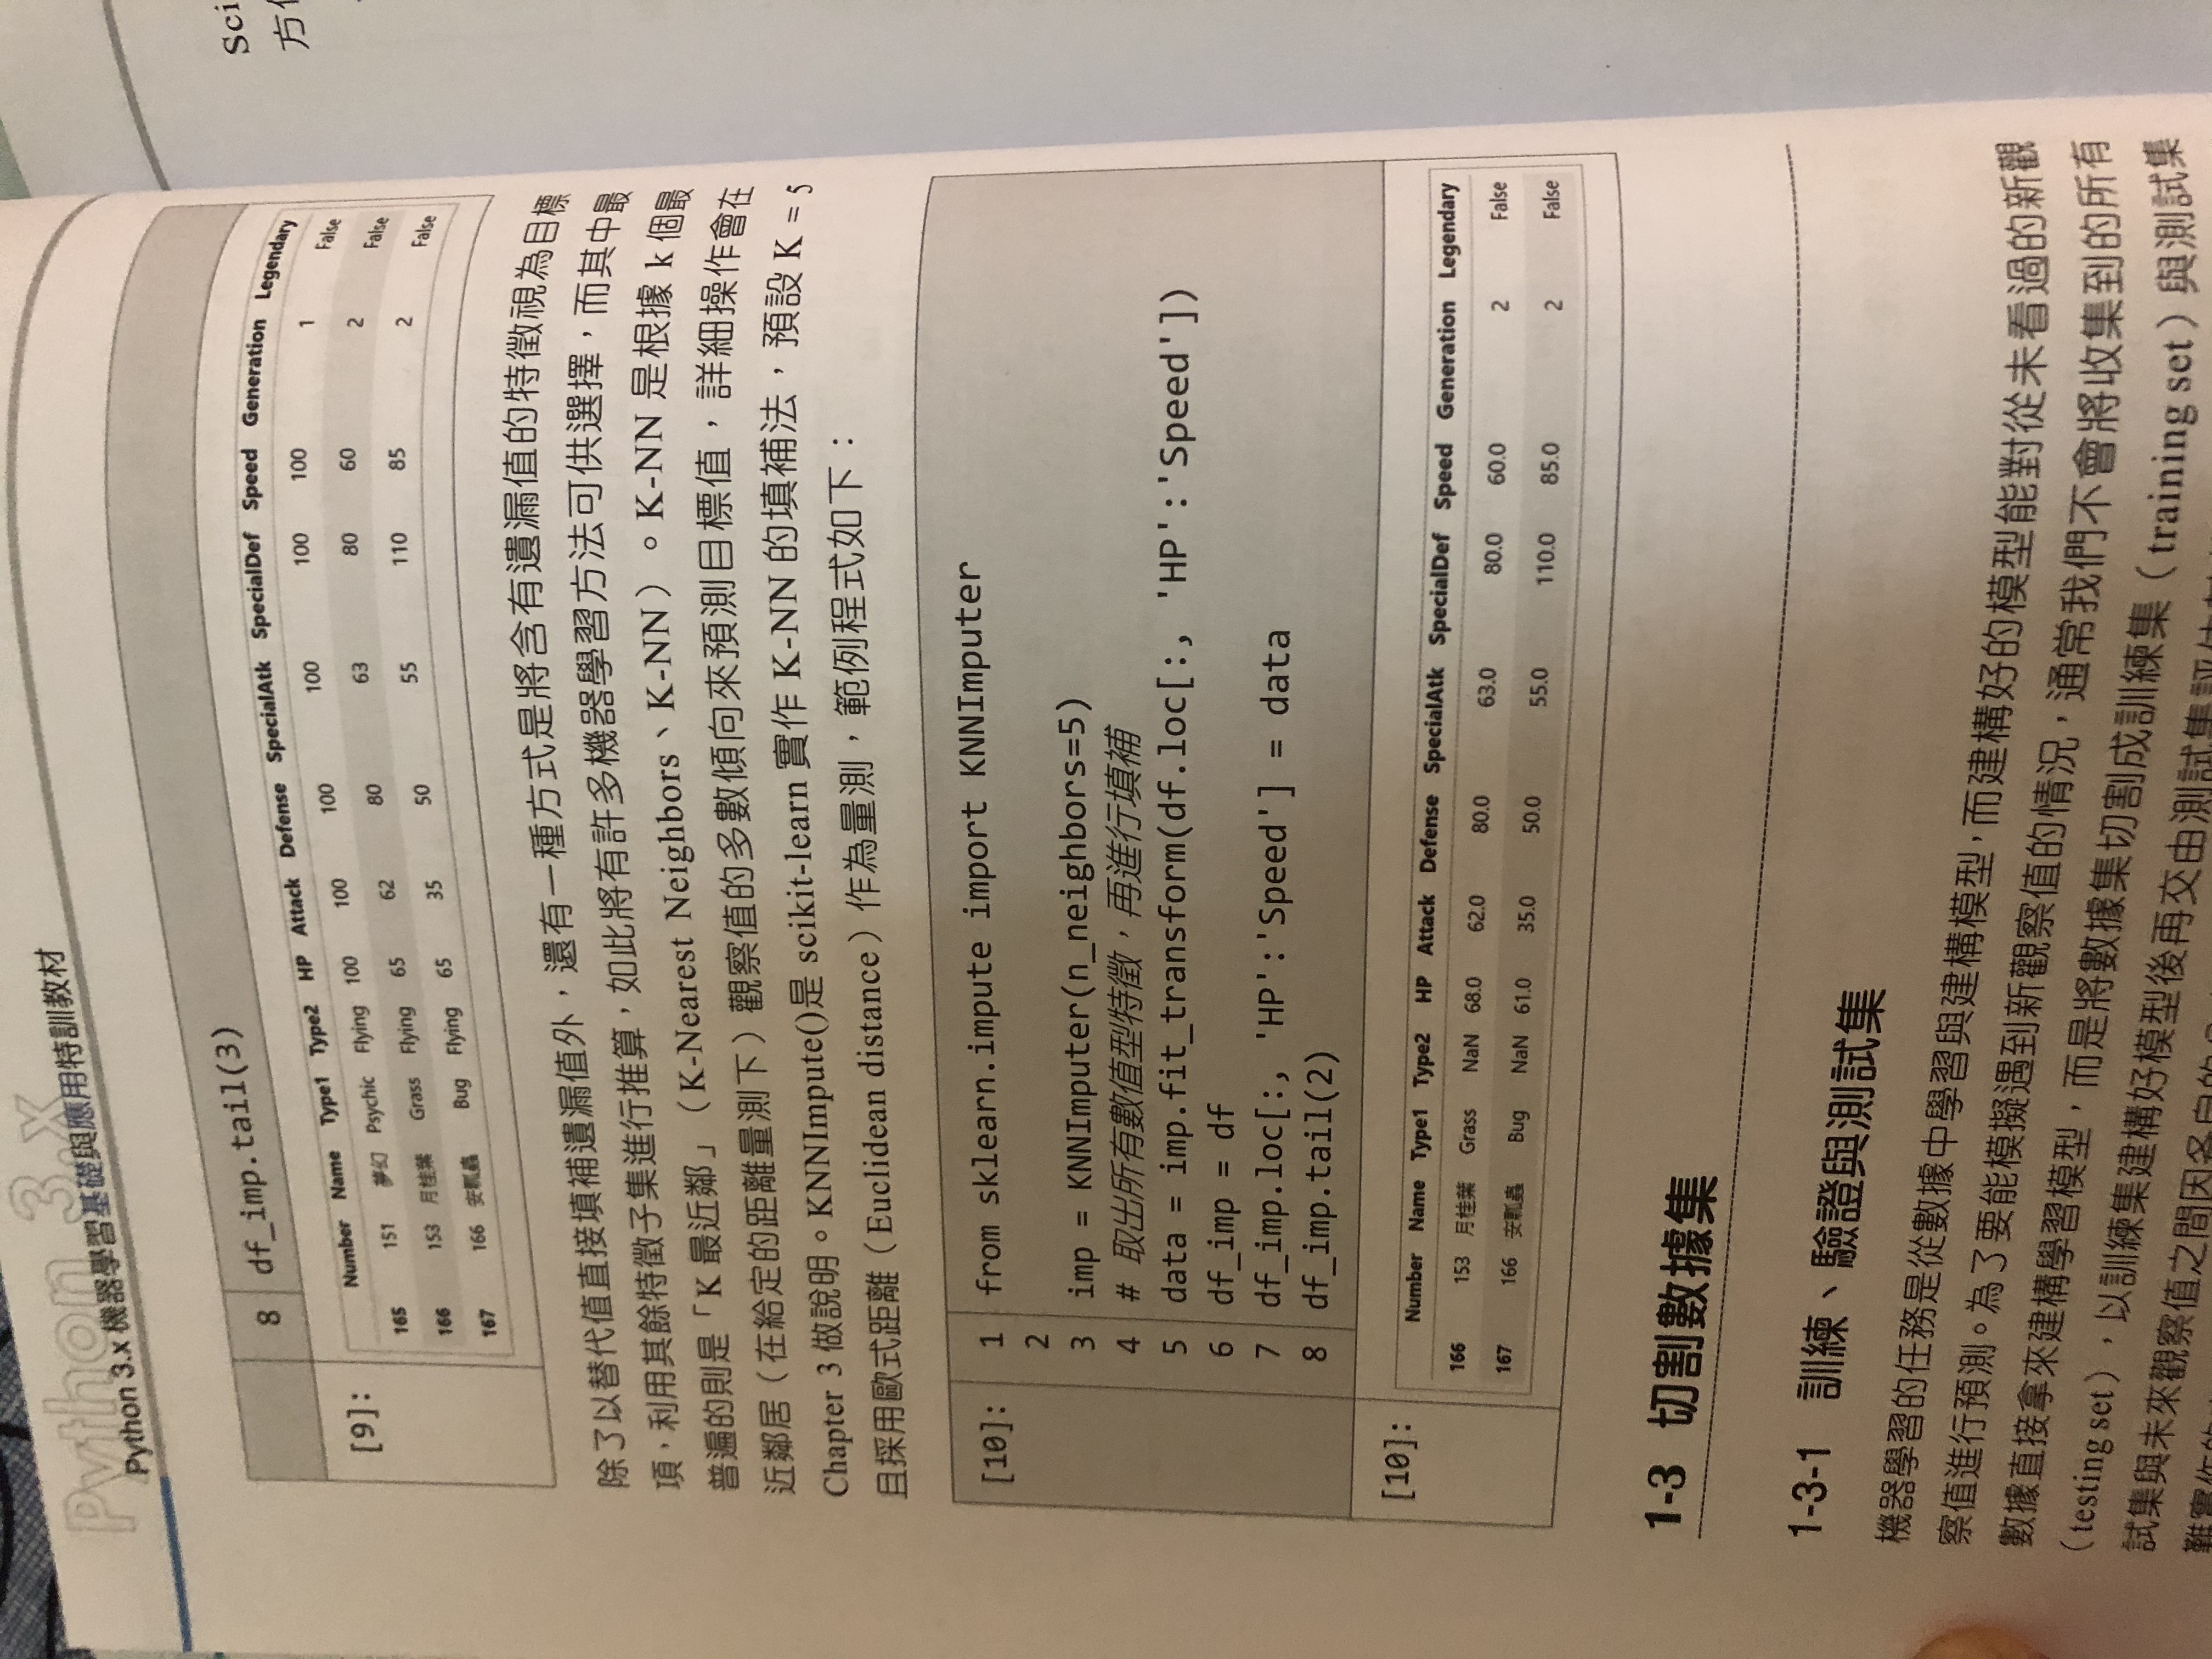 Python 3.x
Python 3.x 機器學習基礎與應用特訓教材
8 df_imp.tail(3)
[9]:
Number Name Type1 Type2 HP Attack Defense SpecialAtk SpecialDef Speed Generation Legendary
165 151 夢幻 Psychic Flying 100 100 100 100 100 100 1 False
166 153 月桂葉 Grass Flying 65 62 80 63 80 60 2 False
167 166 安瓢蟲 Bug Flying 65 35 50 55 110 85 2 False
除了以替代值直接填補遺漏值外，還有一種方式是將含有遺漏值的特徵視為目標
項，利用其餘特徵子集進行推算，如此將有許多機器學習方法可供選擇，而其中最
普遍的則是「K 最近鄰」（K-Nearest Neighbors、K-NN）。K-NN 是根據 k 個最
近鄰居（在給定的距離量測下）觀察值的多數傾向來預測目標值，詳細操作會在
Chapter 3 做說明。KNNImpute()是 scikit-learn 實作 K-NN 的填補法，預設 K = 5
且採用歐式距離（Euclidean distance）作為量測，範例程式如下：
[10]: 1 from sklearn.impute import KNNImputer
2
3 imp = KNNImputer(n_neighbors=5)
4 # 取出所有數值型特徵，再進行填補
5 data = imp.fit_transform(df.loc[:, 'HP':'Speed'])
6 df_imp = df
7 df_imp.loc[:, 'HP':'Speed'] = data
8 df_imp.tail(2)
[10]:
Number Name Type1 Type2 HP Attack Defense SpecialAtk SpecialDef Speed Generation Legendary
166 153 月桂葉 Grass NaN 68.0 62.0 80.0 63.0 80.0 60.0 2 False
167 166 安瓢蟲 Bug NaN 61.0 35.0 50.0 55.0 110.0 85.0 2 False
1-3 切割數據集
1-3-1 訓練、驗證與測試集
機器學習的任務是從數據中學習與建構模型，而建構好的模型能對從未看過的新觀
察值進行預測。為了要能模擬遇到新觀察值的情況，通常我們不會將收集到的所有
數據直接拿來建構學習模型，而是將數據集切割成訓練集（training set）與測試集
（testing set），以訓練集建構好模型後再交由測試集評估
試集與未來觀察值之間因各自的
難實作的
Sci
方